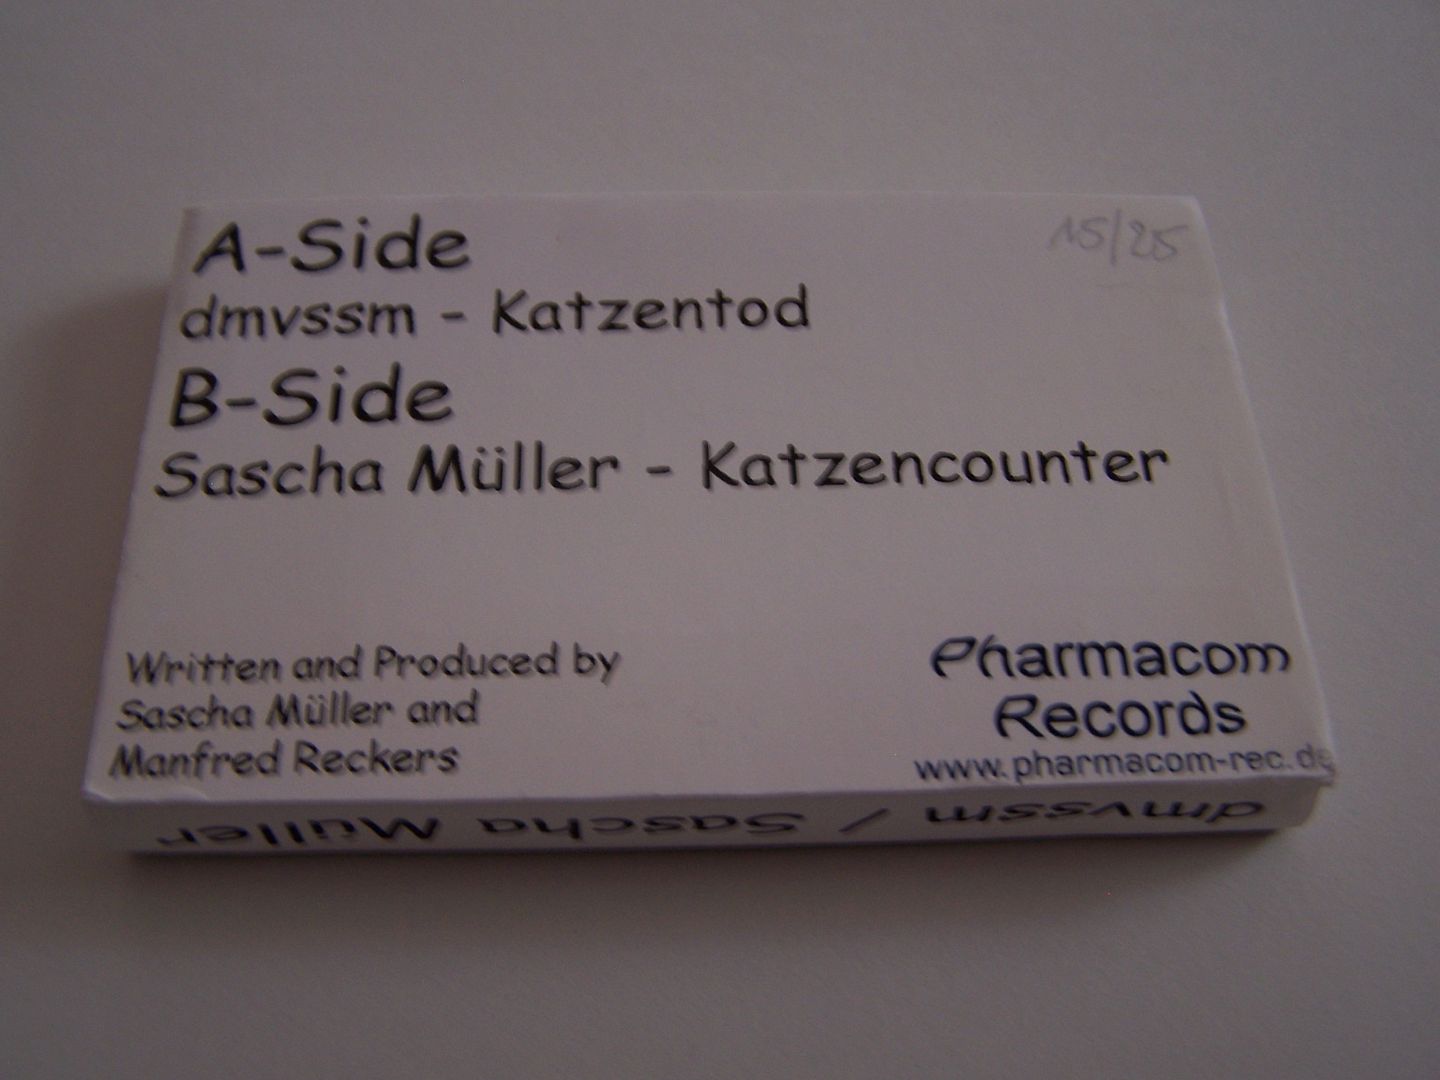 A-Side
15/25
dmvssm - Katzentod
B-Side
Sascha Müller - Katzencounter
Written and Produced by
Sascha Müller and
Manfred Reckers
Pharmacom
Records
www.pharmacom-rec.de
dmvssm / Sascha Müller